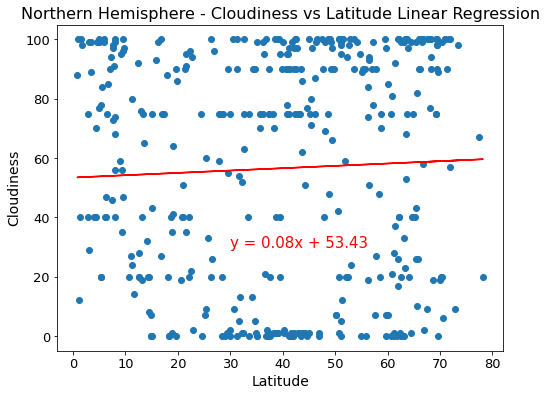 Northern Hemisphere - Cloudiness vs Latitude Linear Regression
100
80
60
40
20
0
Cloudiness
y = 0.08x + 53.43
0 10 20 30 40 50 60 70 80
Latitude